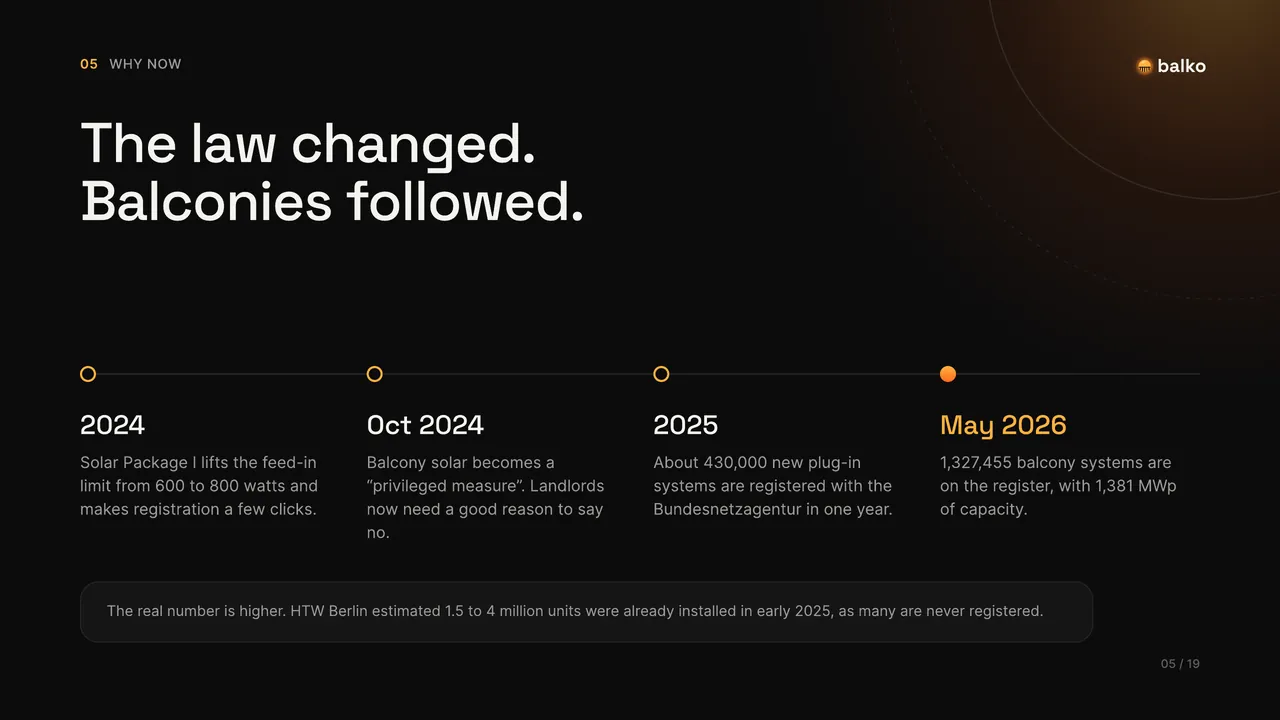 05 WHY NOW
balko
The law changed.
Balconies followed.
2024
Solar Package I lifts the feed-in
limit from 600 to 800 watts and
makes registration a few clicks.
Oct 2024
Balcony solar becomes a
“privileged measure”. Landlords
now need a good reason to say
no.
2025
About 430,000 new plug-in
systems are registered with the
Bundesnetzagentur in one year.
May 2026
1,327,455 balcony systems are
on the register, with 1,381 MWp
of capacity.
The real number is higher. HTW Berlin estimated 1.5 to 4 million units were already installed in early 2025, as many are never registered.
05 / 19